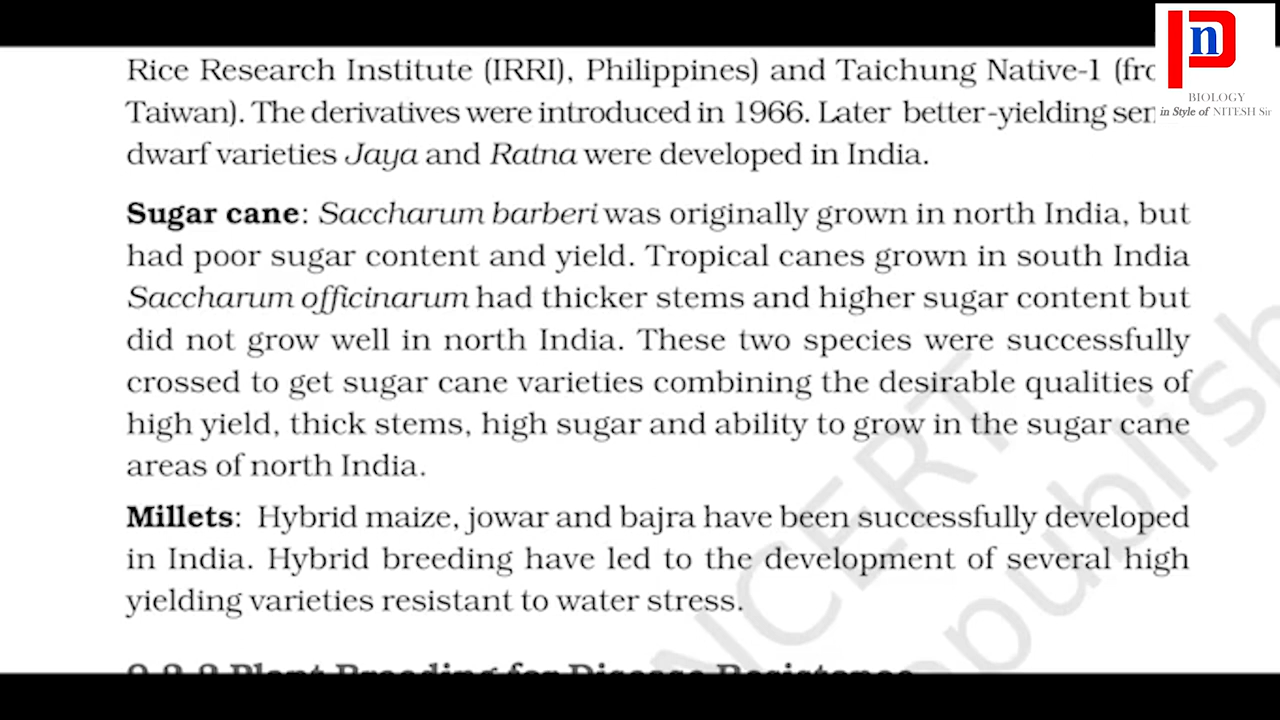 Rice Research Institute (IRRI), Philippines) and Taichung Native-1
Taiwan). The derivatives were introduced in 1966. Later better-yielding
dwarf varieties Jaya and Ratna were developed in India.
Sugar cane: Saccharum barberi was originally grown in north India, but
had poor sugar content and yield. Tropical canes grown in south India
Saccharum officinarum had thicker stems and higher sugar content but
did not grow well in north India. These two species were successfully
crossed to get sugar cane varieties combining the desirable qualities of
high yield, thick stems, high sugar and ability to grow in the sugar cane
areas of north India.
Millets: Hybrid maize, jowar and bajra have been successfully developed
in India. Hybrid breeding have led to the development of several high
yielding varieties resistant to water stress.
Plant Breeding for Disease Resistance
n
BIOLOGY
in Style of NITESH Sir
NCERT